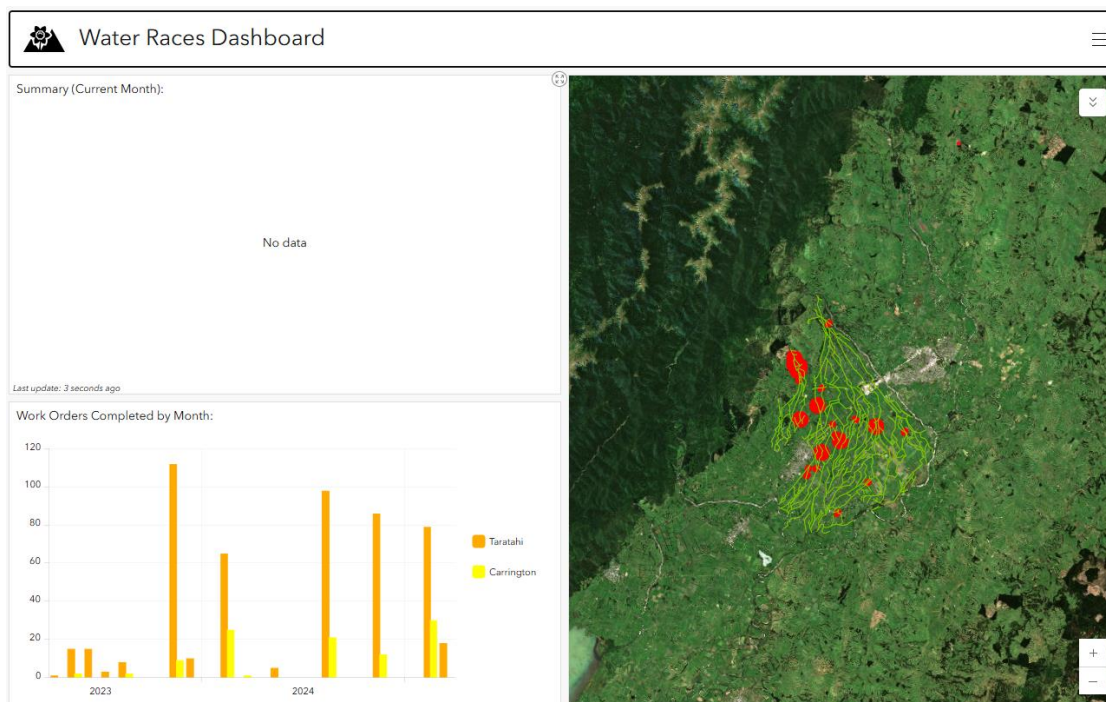 Water Races Dashboard
Summary (Current Month):
No data
Last update: 3 seconds ago
Work Orders Completed by Month:
120
100
80
60
40
20
0
2023
2024
Taratahi
Carrington
+
−